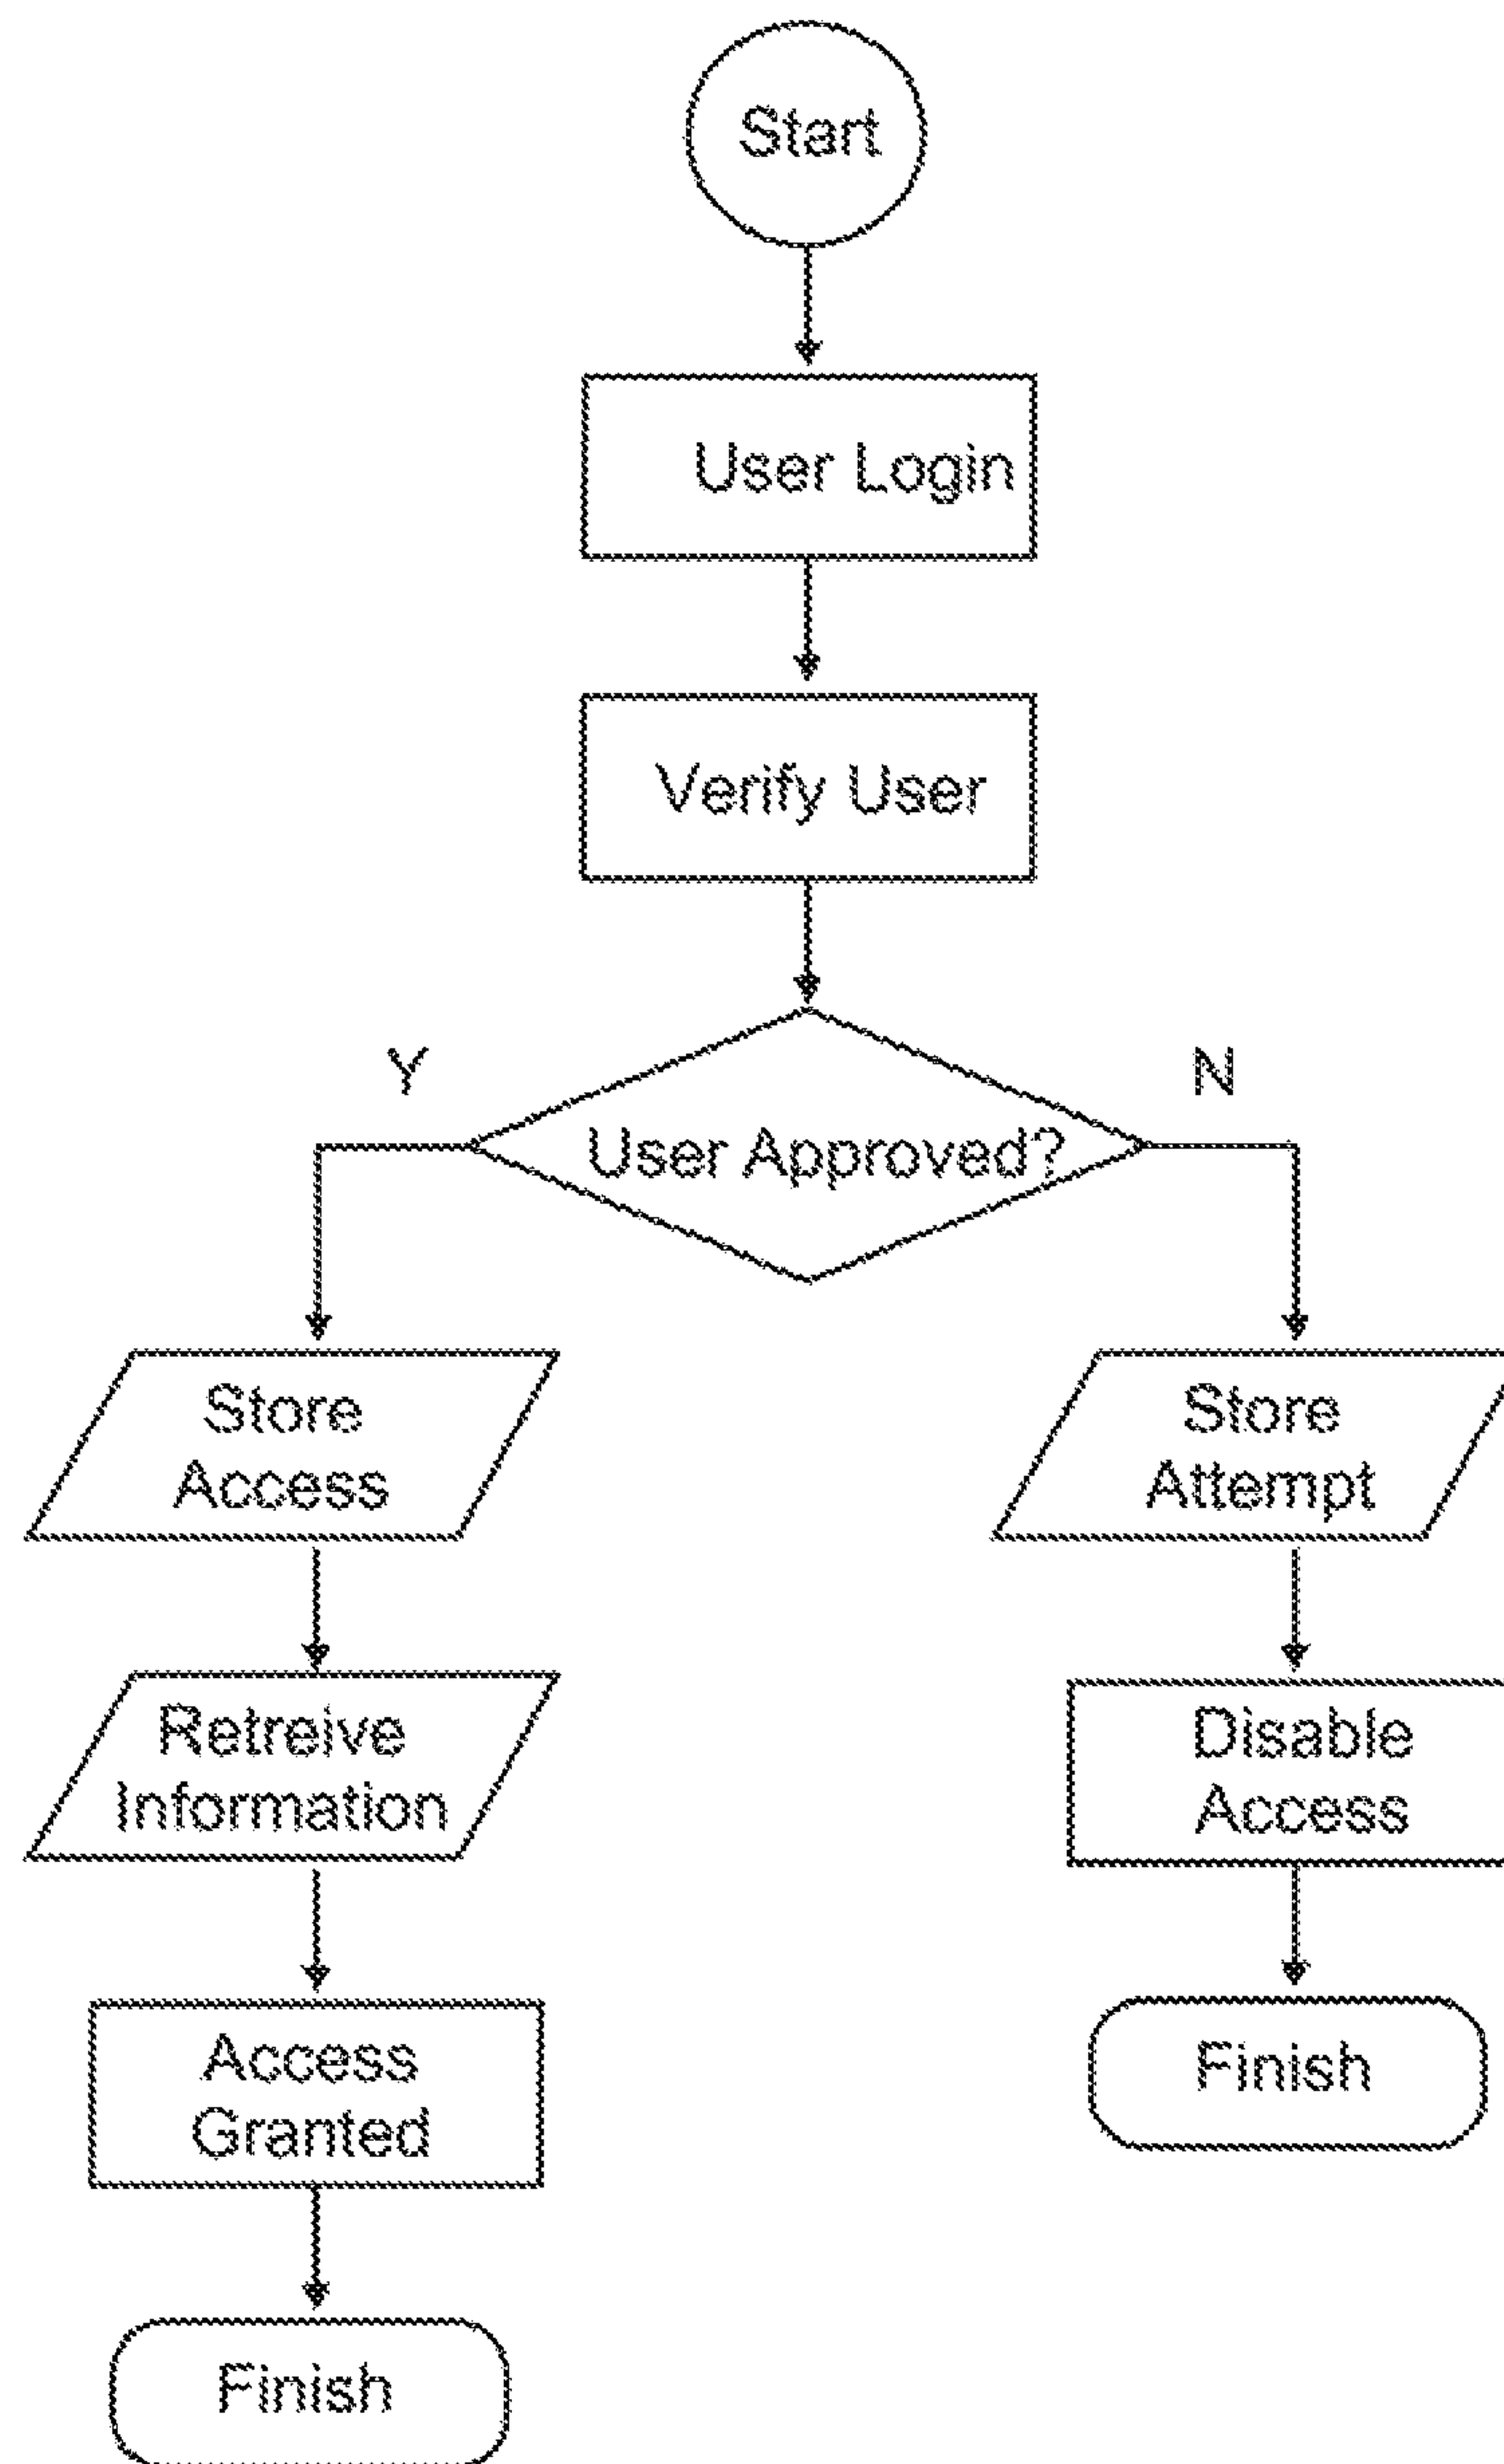 Start
User Login
Verify User
Y
N
User Approved?
Store
Access
Store
Attempt
Retreive
Information
Disable
Access
Access
Granted
Finish
Finish